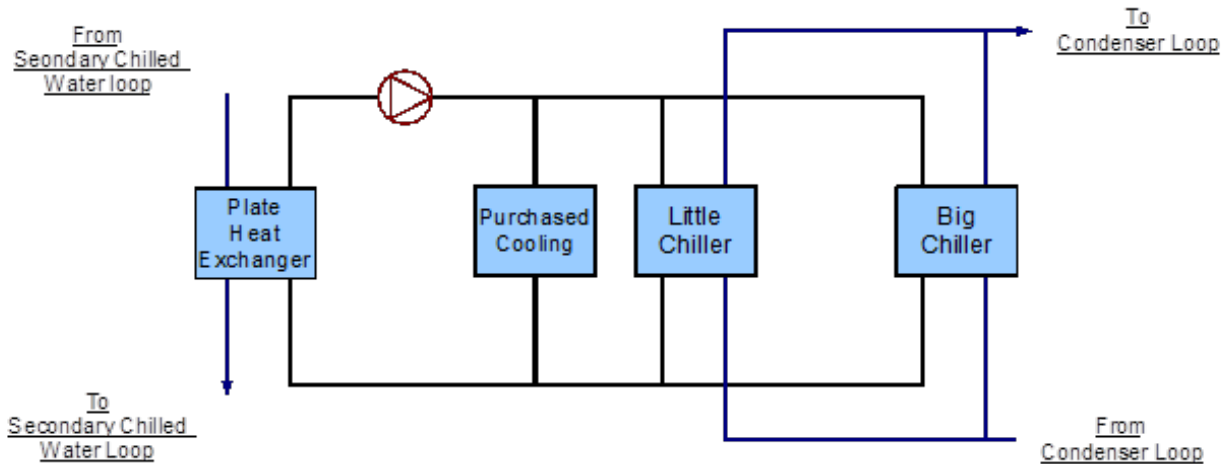 From
Seondary Chilled
Water loop
To
Condenser Loop
Plate
Heat
Exchanger
Purchased
Cooling
Little
Chiller
Big
Chiller
To
Secondary Chilled
Water Loop
From
Condenser Loop